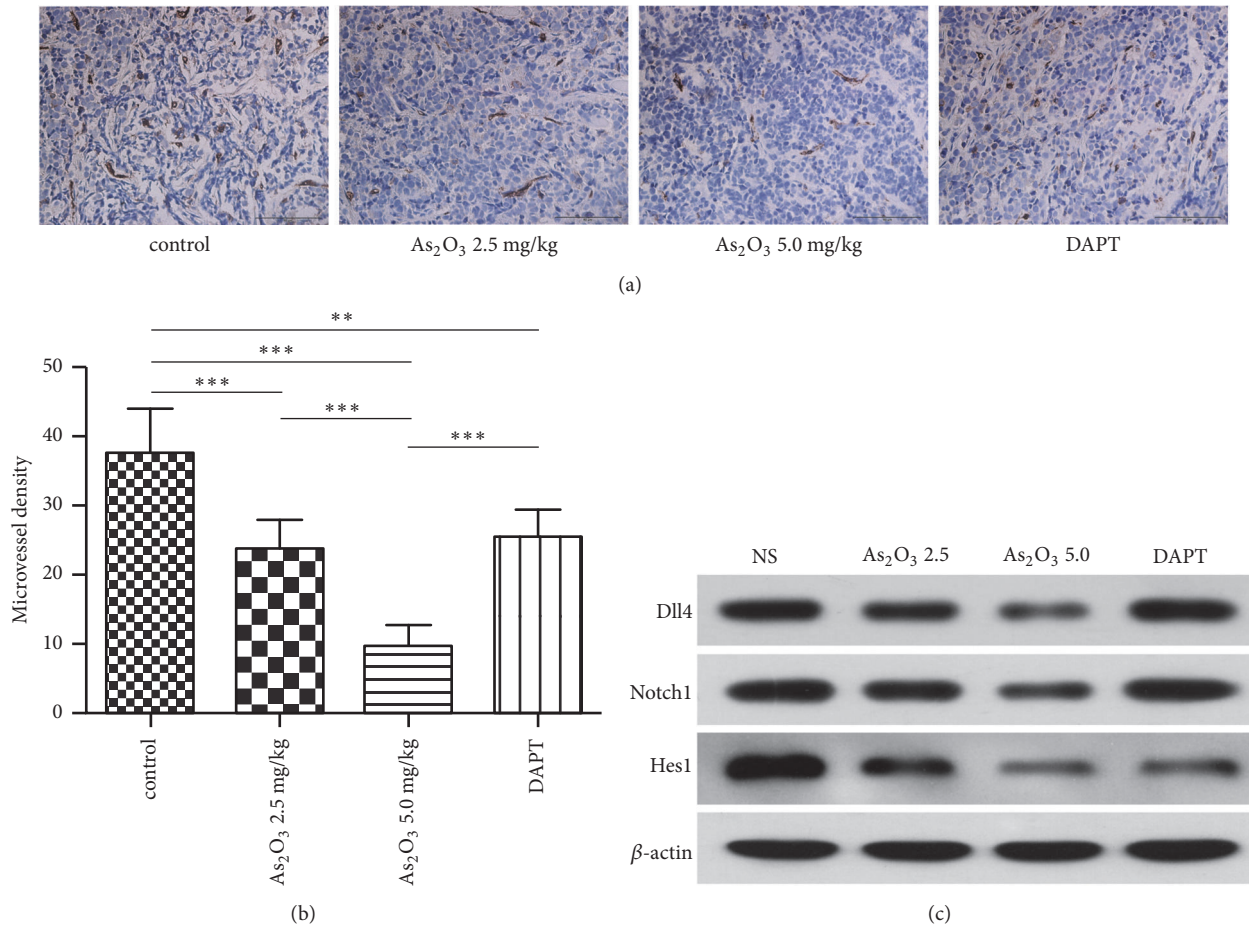 control As₂O₃ 2.5 mg/kg As₂O₃ 5.0 mg/kg DAPT
(a)
**
***
***
***
***
50
40
30
20
10
0
Microvessel density
control
As₂O₃ 2.5 mg/kg
As₂O₃ 5.0 mg/kg
DAPT
(b)
NS As₂O₃ 2.5 As₂O₃ 5.0 DAPT
Dll4
Notch1
Hes1
β-actin
(c)